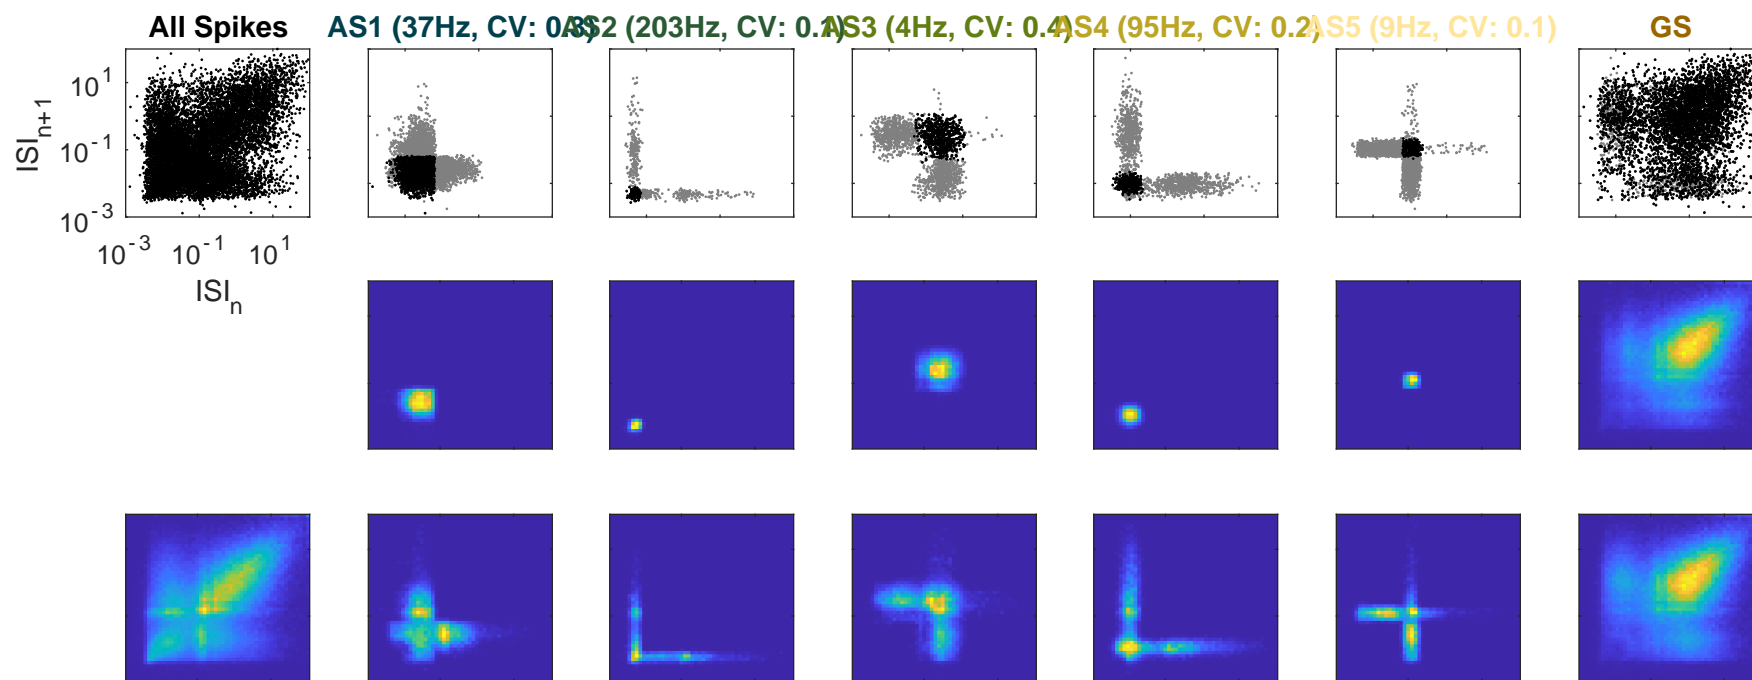 All Spikes
AS1 (37Hz, CV: 0.3)
AS2 (203Hz, CV: 0.1)
AS3 (4Hz, CV: 0.4)
AS4 (95Hz, CV: 0.2)
AS5 (9Hz, CV: 0.1)
GS
ISI_{n+1}
10^1
10^{-1}
10^{-3}
10^{-3} 10^{-1} 10^1
ISI_n